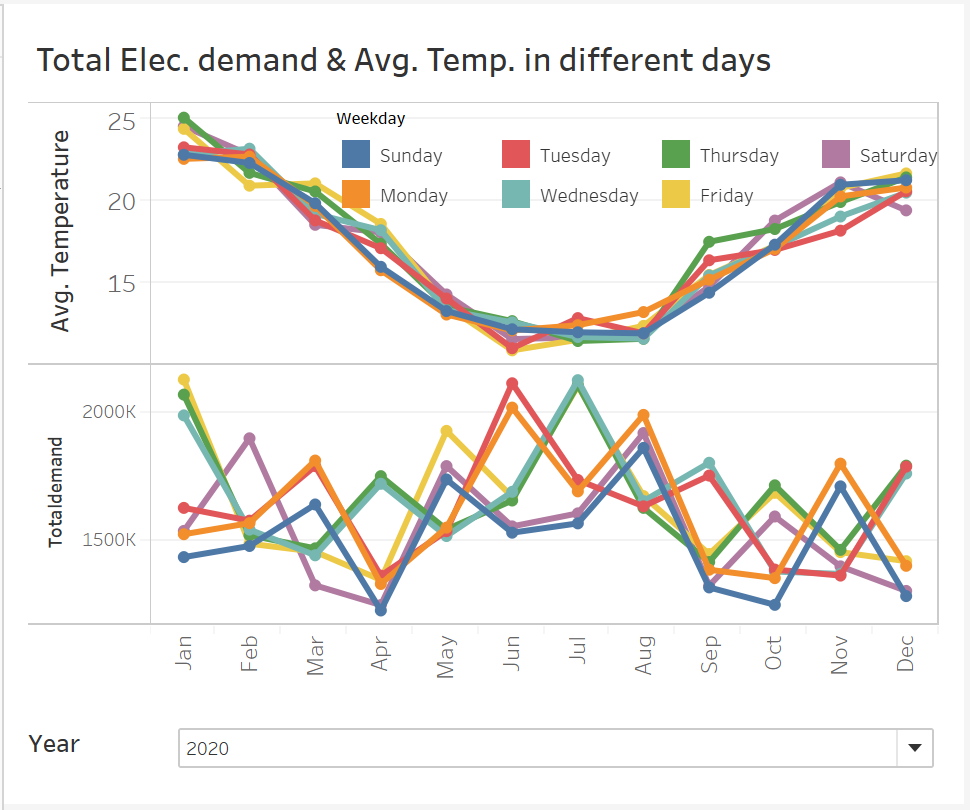 Total Elec. demand & Avg. Temp. in different days
Weekday
Sunday Tuesday Thursday Saturday
Monday Wednesday Friday
Avg. Temperature
25
20
15
Totaldemand
2000K
1500K
Jan Feb Mar Apr May Jun Jul Aug Sep Oct Nov Dec
Year
2020